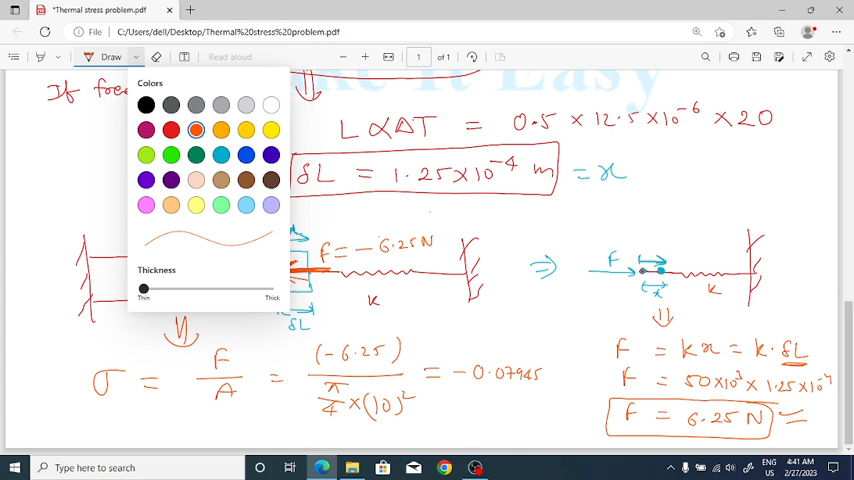 *Thermal stress problem.pdf
File
C:/Users/dell/Desktop/Thermal%20stress%20problem.pdf
Draw
Read aloud
1 of 1
Colors
Thickness
Thin Thick
If free
LαΔT = 0.5 × 12.5×10⁻⁶ × 20
δL = 1.25×10⁻⁴ m = x
F = -6.25N
K
δL
⇒
F
x
K
F = Kx = K.δL
F = 50×10³ × 1.25×10⁻⁴
F = 6.25 N
σ = F/A = (-6.25) / (π/4 × (10)²) = -0.07945
Type here to search
ENG
US
4:41 AM
2/27/2023